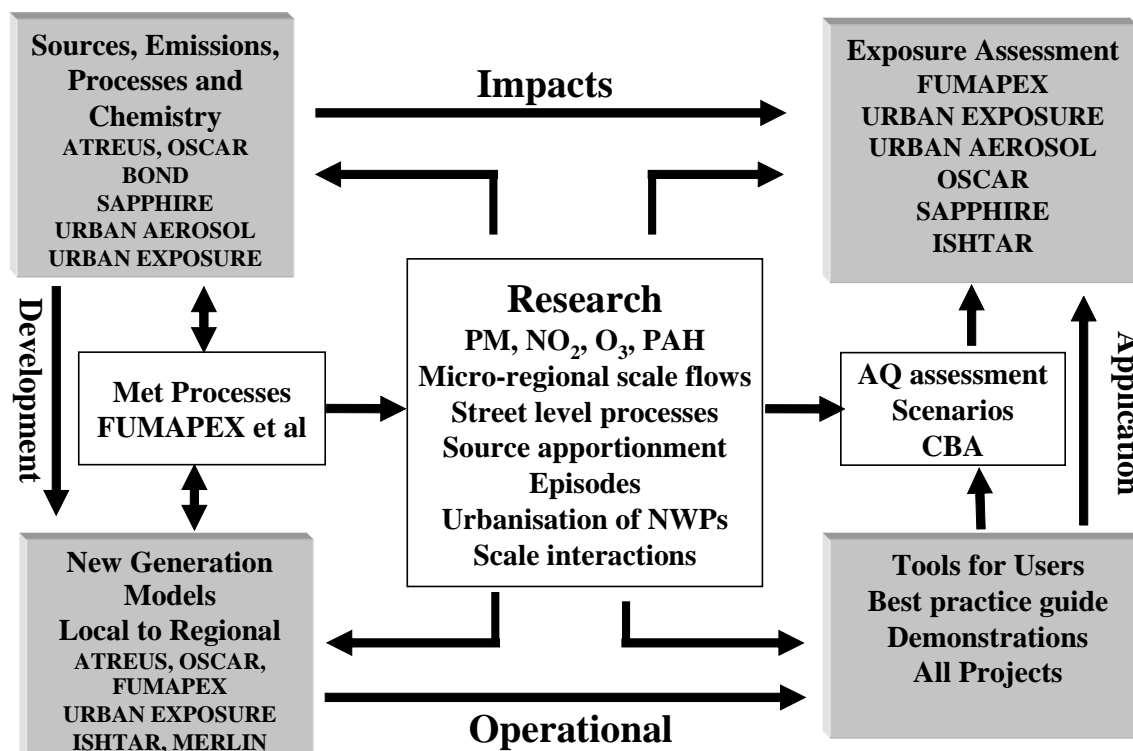 Sources, Emissions,
Processes and
Chemistry
ATREUS, OSCAR
BOND
SAPPHIRE
URBAN AEROSOL
URBAN EXPOSURE
Impacts
Exposure Assessment
FUMAPEX
URBAN EXPOSURE
URBAN AEROSOL
OSCAR
SAPPHIRE
ISHTAR
Development
Met Processes
FUMAPEX et al
Research
PM, NO₂, O₃, PAH
Micro-regional scale flows
Street level processes
Source apportionment
Episodes
Urbanisation of NWPs
Scale interactions
AQ assessment
Scenarios
CBA
Application
New Generation
Models
Local to Regional
ATREUS, OSCAR,
FUMAPEX
URBAN EXPOSURE
ISHTAR, MERLIN
Operational
Tools for Users
Best practice guide
Demonstrations
All Projects